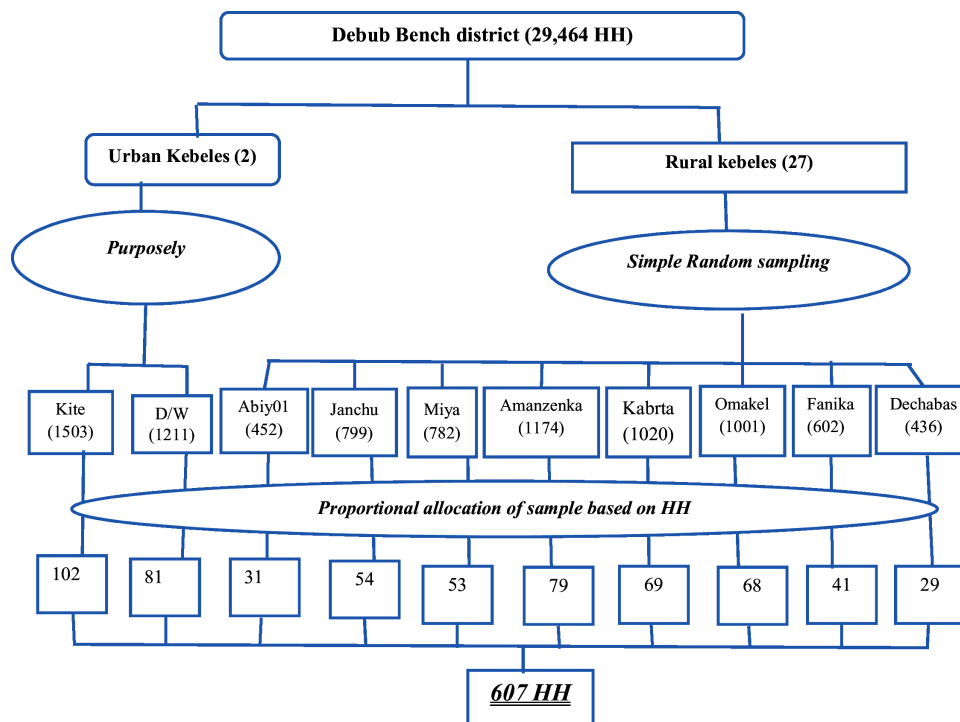 Debub Bench district (29,464 HH)
Urban Kebeles (2)
Rural kebeles (27)
Purposely
Simple Random sampling
Kite
(1503)
D/W
(1211)
Abiy01
(452)
Janchu
(799)
Miya
(782)
Amanzenka
(1174)
Kabrta
(1020)
Omakel
(1001)
Fanika
(602)
Dechabas
(436)
Proportional allocation of sample based on HH
102
81
31
54
53
79
69
68
41
29
607 HH